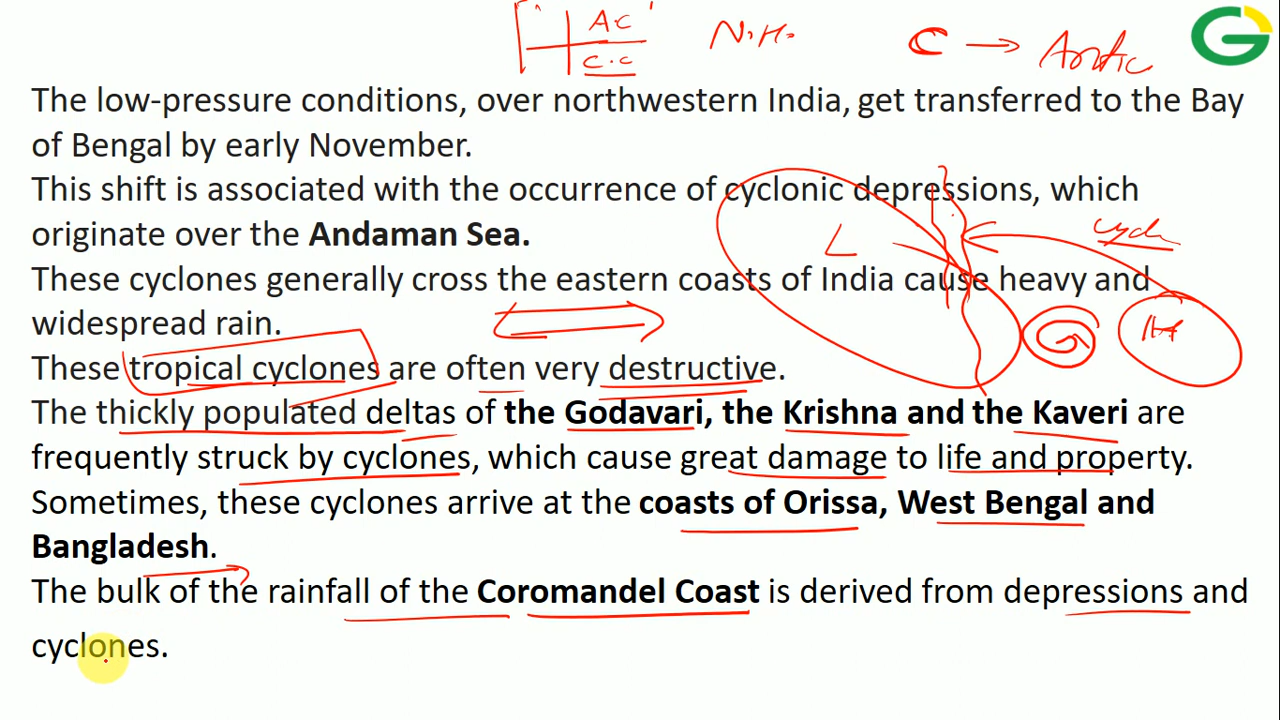 A.C
N.H.
C → Arctic
C.C
The low-pressure conditions, over northwestern India, get transferred to the Bay
of Bengal by early November.
This shift is associated with the occurrence of cyclonic depressions, which
originate over the Andaman Sea.
L
These cyclones generally cross the eastern coasts of India cause heavy and
widespread rain.
H
These tropical cyclones are often very destructive.
The thickly populated deltas of the Godavari, the Krishna and the Kaveri are
frequently struck by cyclones, which cause great damage to life and property.
Sometimes, these cyclones arrive at the coasts of Orissa, West Bengal and
Bangladesh.
The bulk of the rainfall of the Coromandel Coast is derived from depressions and
cyclones.